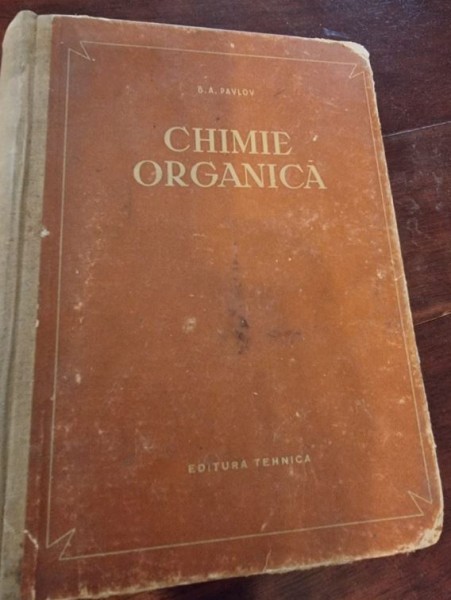 B. A. PAVLOV
CHIMIE
ORGANICĂ
EDITURA TEHNICA